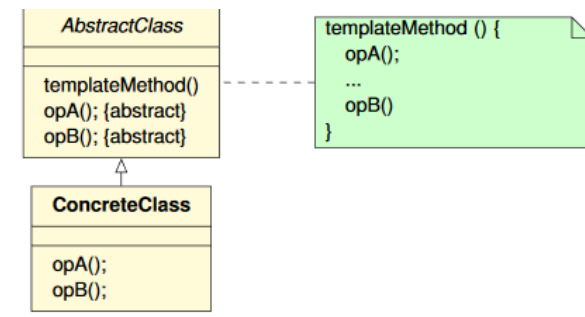 AbstractClass
templateMethod()
opA(); {abstract}
opB(); {abstract}
templateMethod () {
opA();
...
opB()
}
ConcreteClass
opA();
opB();